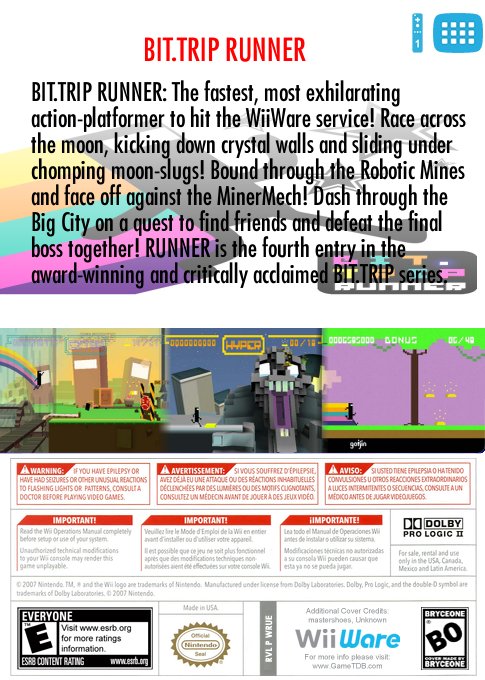 1
BIT.TRIP RUNNER
BIT.TRIP RUNNER: The fastest, most exhilarating
action-platformer to hit the WiiWare service! Race across
the moon, kicking down crystal walls and sliding under
chomping moon-slugs! Bound through the Robotic Mines
and face off against the MinerMech! Dash through the
Big City on a quest to find friends and defeat the final
boss together! RUNNER is the fourth entry in the
award-winning and critically acclaimed BIT.TRIP series.
BIT.
TRIP
RUNNER
HYPER
00/18
0006585000 BONUS 06/48
gaijin
WARNING: IF YOU HAVE EPILEPSY OR
HAVE HAD SEIZURES OR OTHER UNUSUAL REACTIONS
TO FLASHING LIGHTS OR PATTERNS, CONSULT A
DOCTOR BEFORE PLAYING VIDEO GAMES.
AVERTISSEMENT: SI VOUS SOUFFREZ D'ÉPILEPSIE,
AVEZ DÉJÀ EU UNE ATTAQUE OU DES RÉACTIONS INHABITUELLES
DÉCLENCHÉES PAR DES LUMIÈRES OU DES MOTIFS CLIGNOTANTS,
CONSULTEZ UN MÉDECIN AVANT DE JOUER À DES JEUX VIDÉO.
AVISO: SI USTED TIENE EPILEPSIA O HA TENIDO
CONVULSIONES U OTROS REACCIONES EXTRAORDINARIOS
A LUCES INTERMITENTES O SECUENCIAS, CONSULTE A UN
MÉDICO ANTES DE JUGAR VIDEOJUEGOS.
IMPORTANT!
Read the Wii Operations Manual completely
before setup or use of your system.
Unauthorized technical modifications
to your Wii console may render this
game unplayable.
IMPORTANT!
Veuillez lire le Mode d'Emploi de la Wii en entier
avant d'installer ou d'utiliser votre appareil.
Il est possible que ce jeu ne soit plus fonctionnel
après que des modifications techniques non-
autorisées aient été effectuées sur votre console Wii.
¡IMPORTANT!
Lea todo el Manual de Operaciones Wii
antes de instalar o utilizar su sistema.
Modificaciones técnicas no autorizadas
a su consola Wii pueden causar que
esta ya no se pueda jugar.
DOLBY
PRO LOGIC II
For sale, rental and use
only in the USA, Canada,
Mexico and Latin America.
© 2007 Nintendo. TM, ® and the Wii logo are trademarks of Nintendo. Manufactured under license from Dolby Laboratories. Dolby, Pro Logic, and the double-D symbol are
trademarks of Dolby Laboratories. © 2007 Nintendo.
EVERYONE
E
Visit www.esrb.org
for more ratings
information.
ESRB CONTENT RATING www.esrb.org
Made in USA.
Official
Nintendo
Seal
RVL P WRUE
Additional Cover Credits:
mastershoes, Unknown
WiiWare
For more info please visit:
www.GameTDB.com
BRYCEONE
BO
COVER MADE
BY BRYCEONE